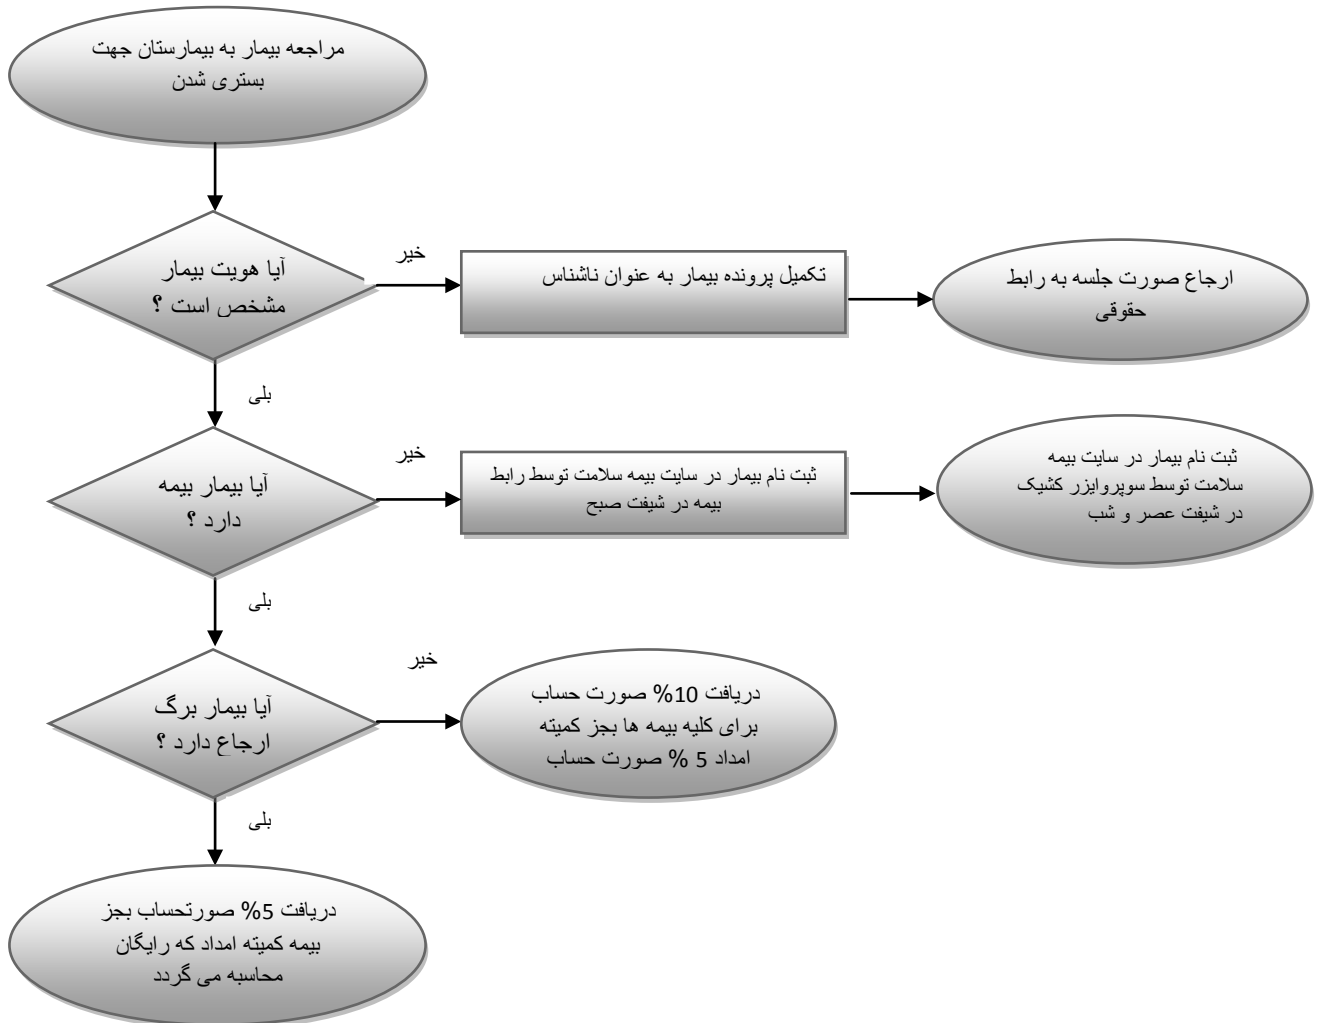 مراجعه بیمار به بیمارستان جهت
بستری شدن
آیا هویت بیمار
مشخص است ؟
خیر
تکمیل پرونده بیمار به عنوان ناشناس
ارجاع صورت جلسه به رابط
حقوقی
بلی
آیا بیمار بیمه
دارد ؟
خیر
ثبت نام بیمار در سایت بیمه سلامت توسط رابط
بیمه در شیفت صبح
ثبت نام بیمار در سایت بیمه
سلامت توسط سوپروایزر کشیک
در شیفت عصر و شب
بلی
آیا بیمار برگ
ارجاع دارد ؟
خیر
دریافت 10% صورت حساب
برای کلیه بیمه ها بجز کمیته
امداد 5 % صورت حساب
بلی
دریافت 5% صورتحساب بجز
بیمه کمیته امداد که رایگان
محاسبه می گردد